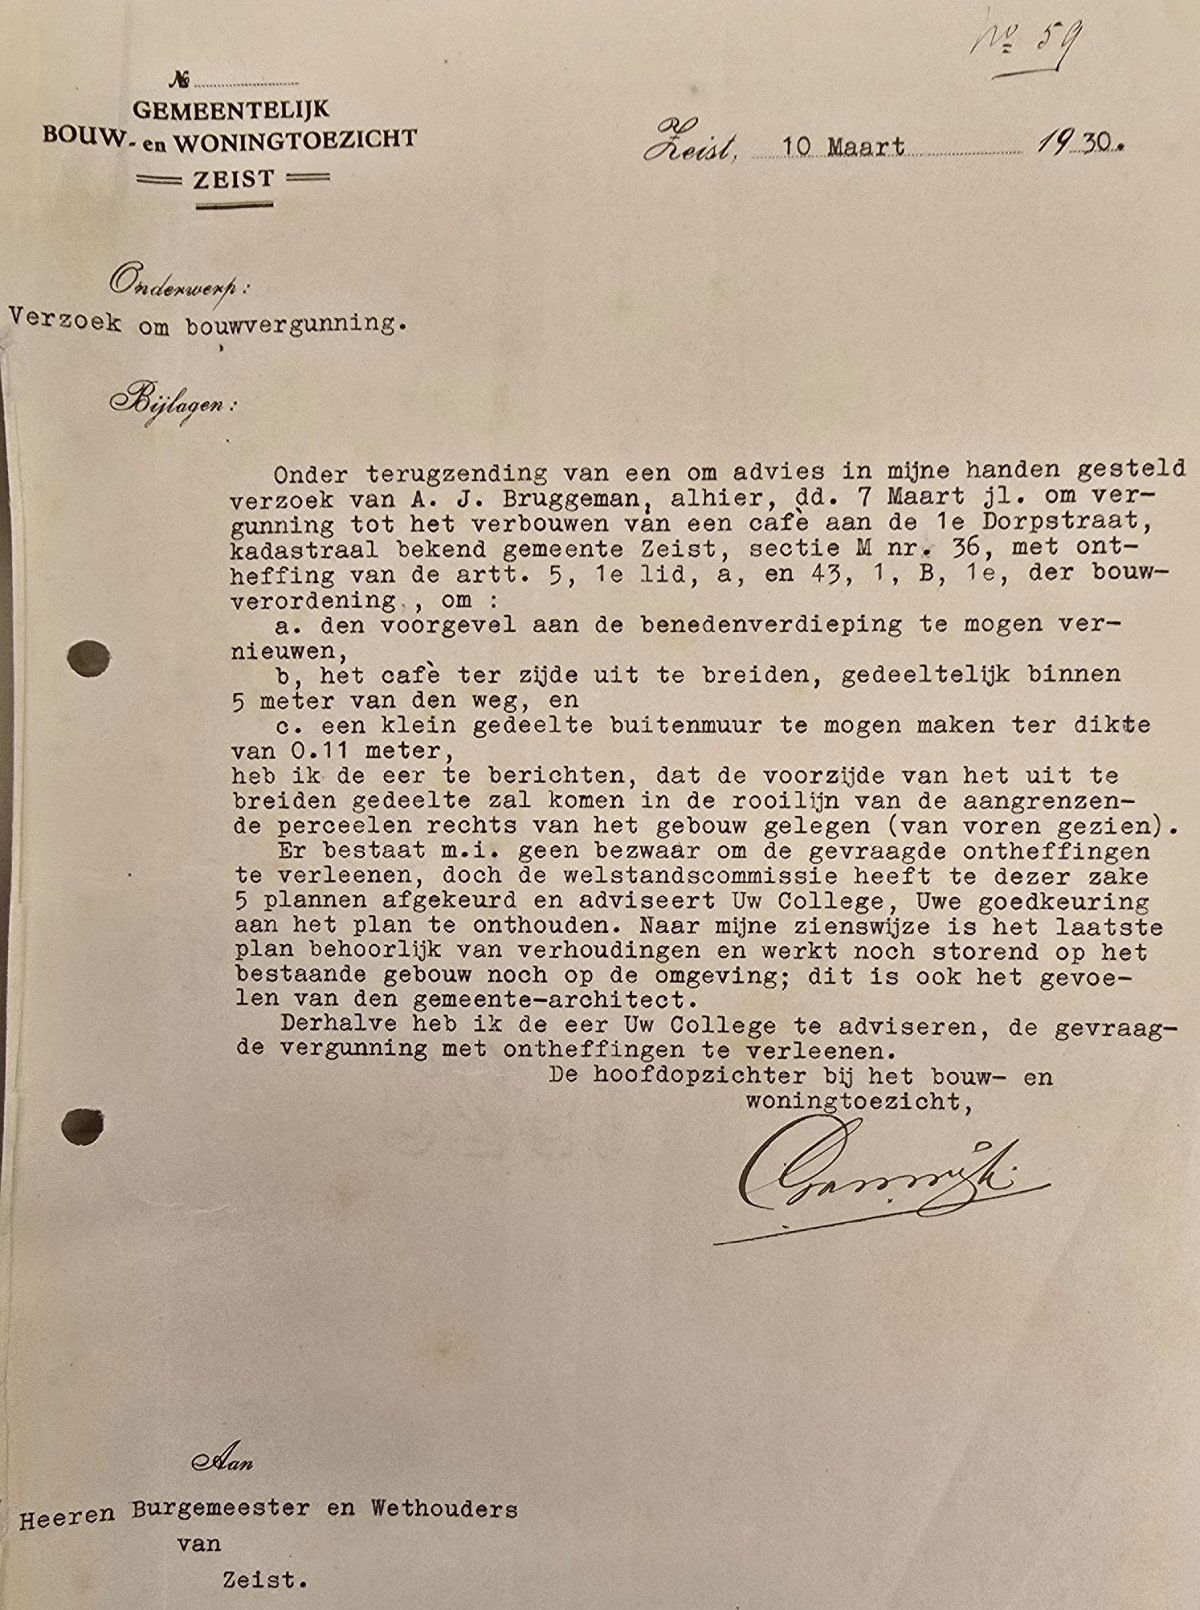 No 59
No
GEMEENTELIJK
BOUW- en WONINGTOEZICHT
ZEIST
Zeist, 10 Maart 1930.
Onderwerp:
Verzoek om bouwvergunning.
Bijlagen:
Onder terugzending van een om advies in mijne handen gesteld
verzoek van A. J. Bruggeman, alhier, dd. 7 Maart jl. om ver-
gunning tot het verbouwen van een cafè aan de 1e Dorpstraat,
kadastraal bekend gemeente Zeist, sectie M nr. 36, met ont-
heffing van de artt. 5, 1e lid, a, en 43, 1, B, 1e, der bouw-
verordening , om :
a. den voorgevel aan de benedenverdieping te mogen ver-
nieuwen,
b, het cafè ter zijde uit te breiden, gedeeltelijk binnen
5 meter van den weg, en
c. een klein gedeelte buitenmuur te mogen maken ter dikte
van 0.11 meter,
heb ik de eer te berichten, dat de voorzijde van het uit te
breiden gedeelte zal komen in de rooilijn van de aangrenzen-
de perceelen rechts van het gebouw gelegen (van voren gezien).
Er bestaat m.i. geen bezwaar om de gevraagde ontheffingen
te verleenen, doch de welstandscommissie heeft te dezer zake
5 plannen afgekeurd en adviseert Uw College, Uwe goedkeuring
aan het plan te onthouden. Naar mijne zienswijze is het laatste
plan behoorlijk van verhoudingen en werkt noch storend op het
bestaande gebouw noch op de omgeving; dit is ook het gevoe-
len van den gemeente-architect.
Derhalve heb ik de eer Uw College te adviseren, de gevraag-
de vergunning met ontheffingen te verleenen.
De hoofdopzichter bij het bouw- en
woningtoezicht,
Aan
Heeren Burgemeester en Wethouders
van
Zeist.